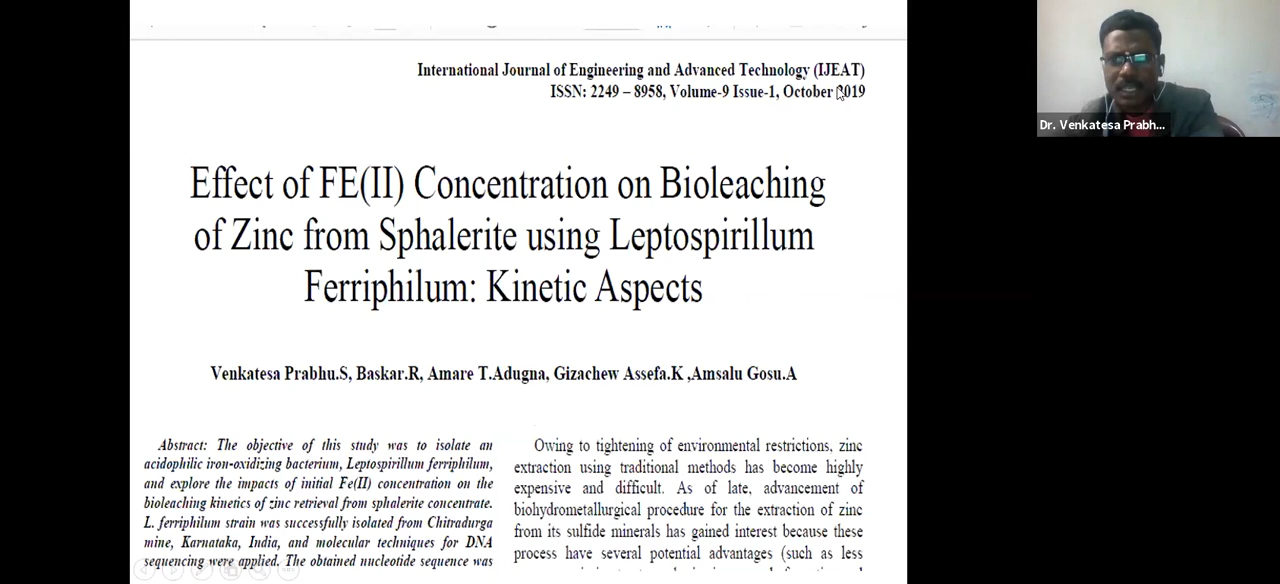 International Journal of Engineering and Advanced Technology (IJEAT)
ISSN: 2249 – 8958, Volume-9 Issue-1, October 2019
Effect of FE(II) Concentration on Bioleaching
of Zinc from Sphalerite using Leptospirillum
Ferriphilum: Kinetic Aspects
Venkatesa Prabhu.S, Baskar.R, Amare T.Adugna, Gizachew Assefa.K ,Amsalu Gosu.A
Abstract: The objective of this study was to isolate an
acidophilic iron-oxidizing bacterium, Leptospirillum ferriphilum,
and explore the impacts of initial Fe(II) concentration on the
bioleaching kinetics of zinc retrieval from sphalerite concentrate.
L. ferriphilum strain was successfully isolated from Chitradurga
mine, Karnataka, India, and molecular techniques for DNA
sequencing were applied. The obtained nucleotide sequence was
Owing to tightening of environmental restrictions, zinc
extraction using traditional methods has become highly
expensive and difficult. As of late, advancement of
biohydrometallurgical procedure for the extraction of zinc
from its sulfide minerals has gained interest because these
process have several potential advantages (such as less
Dr. Venkatesa Prabh...